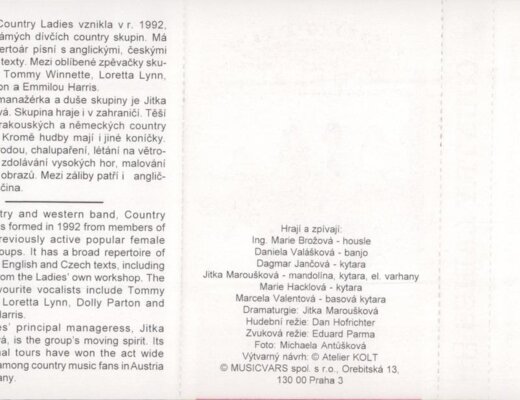 Country Ladies vznikla v r. 1992,
ámých dívčích country skupin. Má
ertoár písní s anglickými, českými
texty. Mezi oblíbené zpěvačky sku-
Tommy Winnette, Loretta Lynn,
on a Emmilou Harris.
manažérka a duše skupiny je Jitka
vá. Skupina hraje i v zahraničí. Těší
rakouských a německých country
Kromě hudby mají i jiné koníčky.
rodou, chalupaření, létání na větro-
zdolávání vysokých hor, malování
obrazů. Mezi záliby patří i anglič-
čina.
try and western band, Country
s formed in 1992 from members of
reviously active popular female
oups. It has a broad repertoire of
English and Czech texts, including
om the Ladies' own workshop. The
vourite vocalists include Tommy
Loretta Lynn, Dolly Parton and
Harris.
es' principal manageress, Jitka
vá, is the group's moving spirit. Its
nal tours have won the act wide
among country music fans in Austria
any.
Hrají a zpívají:
Ing. Marie Brožová - housle
Daniela Valášková - banjo
Dagmar Jančová - kytara
Jitka Maroušková - mandolína, kytara, el. varhany
Marie Hacklová - kytara
Marcela Valentová - basová kytara
Dramaturgie: Jitka Maroušková
Hudební režie: Dan Hofrichter
Zvuková režie: Eduard Parma
Foto: Michaela Antůšková
Výtvarný návrh: © Atelier KOLT
© MUSICVARS spol. s r.o., Orebitská 13,
130 00 Praha 3